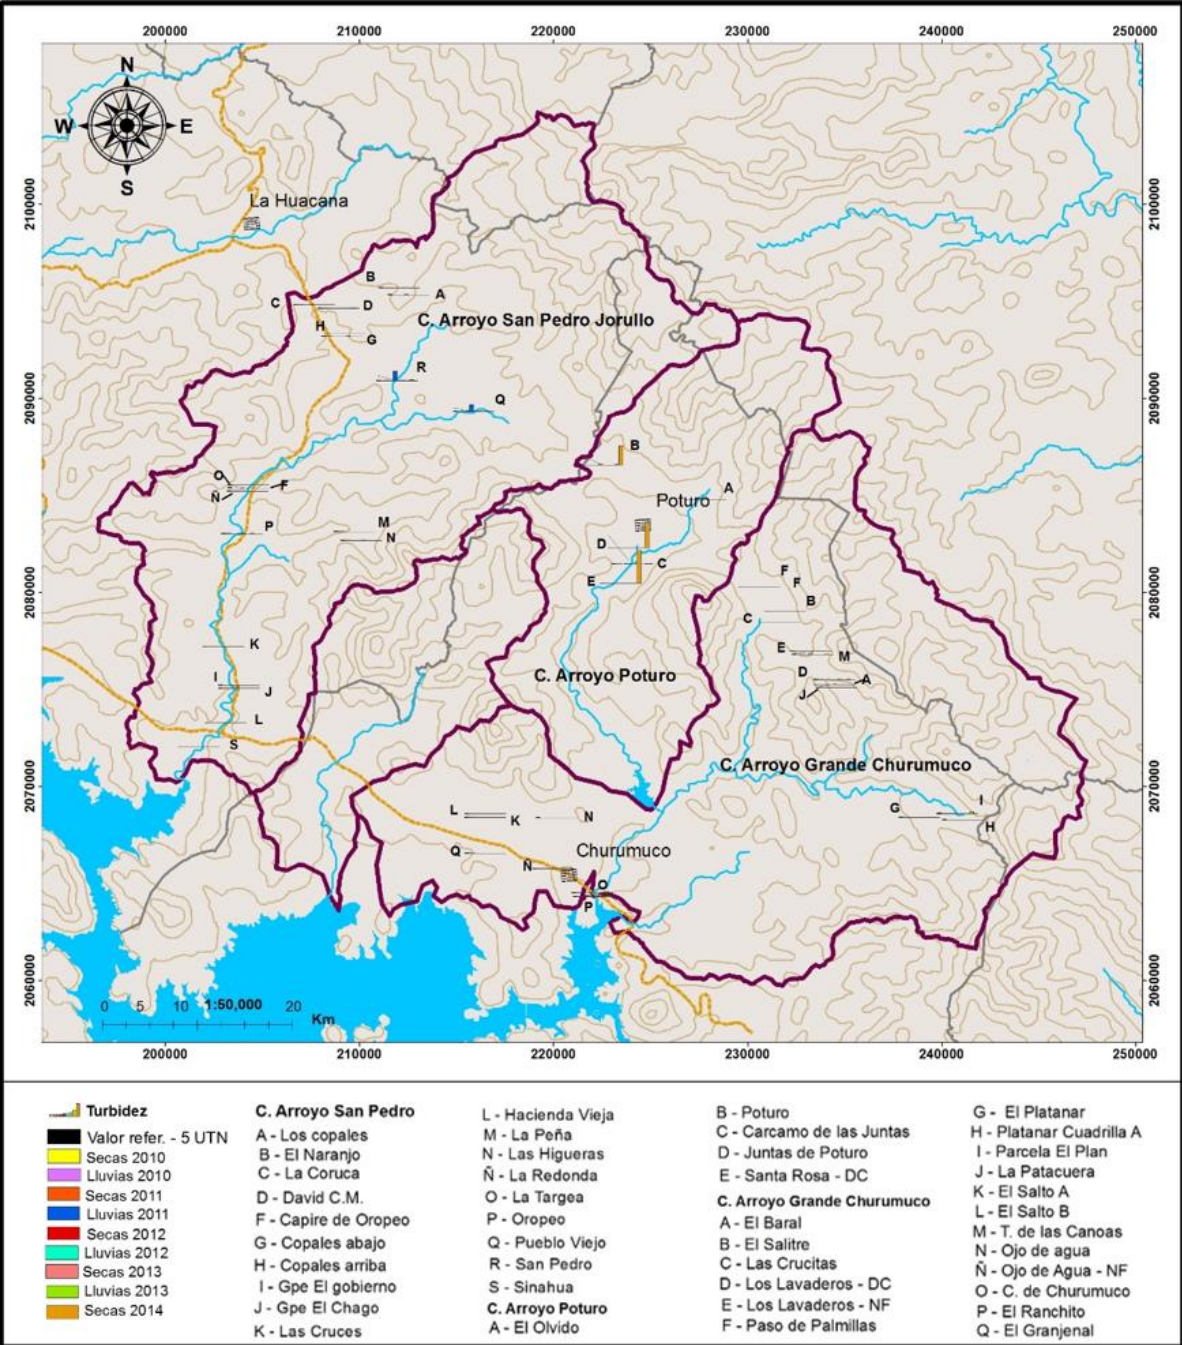 200000 210000 220000 230000 240000 250000
N
W E
S
2100000 2100000
La Huacana
B
A
C D
C. Arroyo San Pedro Jorullo
H
G
R
2090000 2090000
Q
B
O F
Ñ
Poturo A
P M
N
D
C
E
2080000 2080000
F
F
B
C
K
E
M
I J
D A
J
C. Arroyo Poturo
L
S
C. Arroyo Grande Churumuco
2070000 2070000
L K N
G I
H
Churumuco
Q
Ñ
O
P
2060000 2060000
0 5 10 1:50,000 20
Km
200000 210000 220000 230000 240000 250000
Turbidez
Valor refer. - 5 UTN
Secas 2010
Lluvias 2010
Secas 2011
Lluvias 2011
Secas 2012
Lluvias 2012
Secas 2013
Lluvias 2013
Secas 2014
C. Arroyo San Pedro
A - Los copales
B - El Naranjo
C - La Coruca
D - David C.M.
F - Capire de Oropeo
G - Copales abajo
H - Copales arriba
I - Gpe El gobierno
J - Gpe El Chago
K - Las Cruces
L - Hacienda Vieja
M - La Peña
N - Las Higueras
Ñ - La Redonda
O - La Targea
P - Oropeo
Q - Pueblo Viejo
R - San Pedro
S - Sinahua
C. Arroyo Poturo
A - El Olvido
B - Poturo
C - Carcamo de las Juntas
D - Juntas de Poturo
E - Santa Rosa - DC
C. Arroyo Grande Churumuco
A - El Baral
B - El Salitre
C - Las Crucitas
D - Los Lavaderos - DC
E - Los Lavaderos - NF
F - Paso de Palmillas
G - El Platanar
H - Platanar Cuadrilla A
I - Parcela El Plan
J - La Patacuera
K - El Salto A
L - El Salto B
M - T. de las Canoas
N - Ojo de agua
Ñ - Ojo de Agua - NF
O - C. de Churumuco
P - El Ranchito
Q - El Granjenal